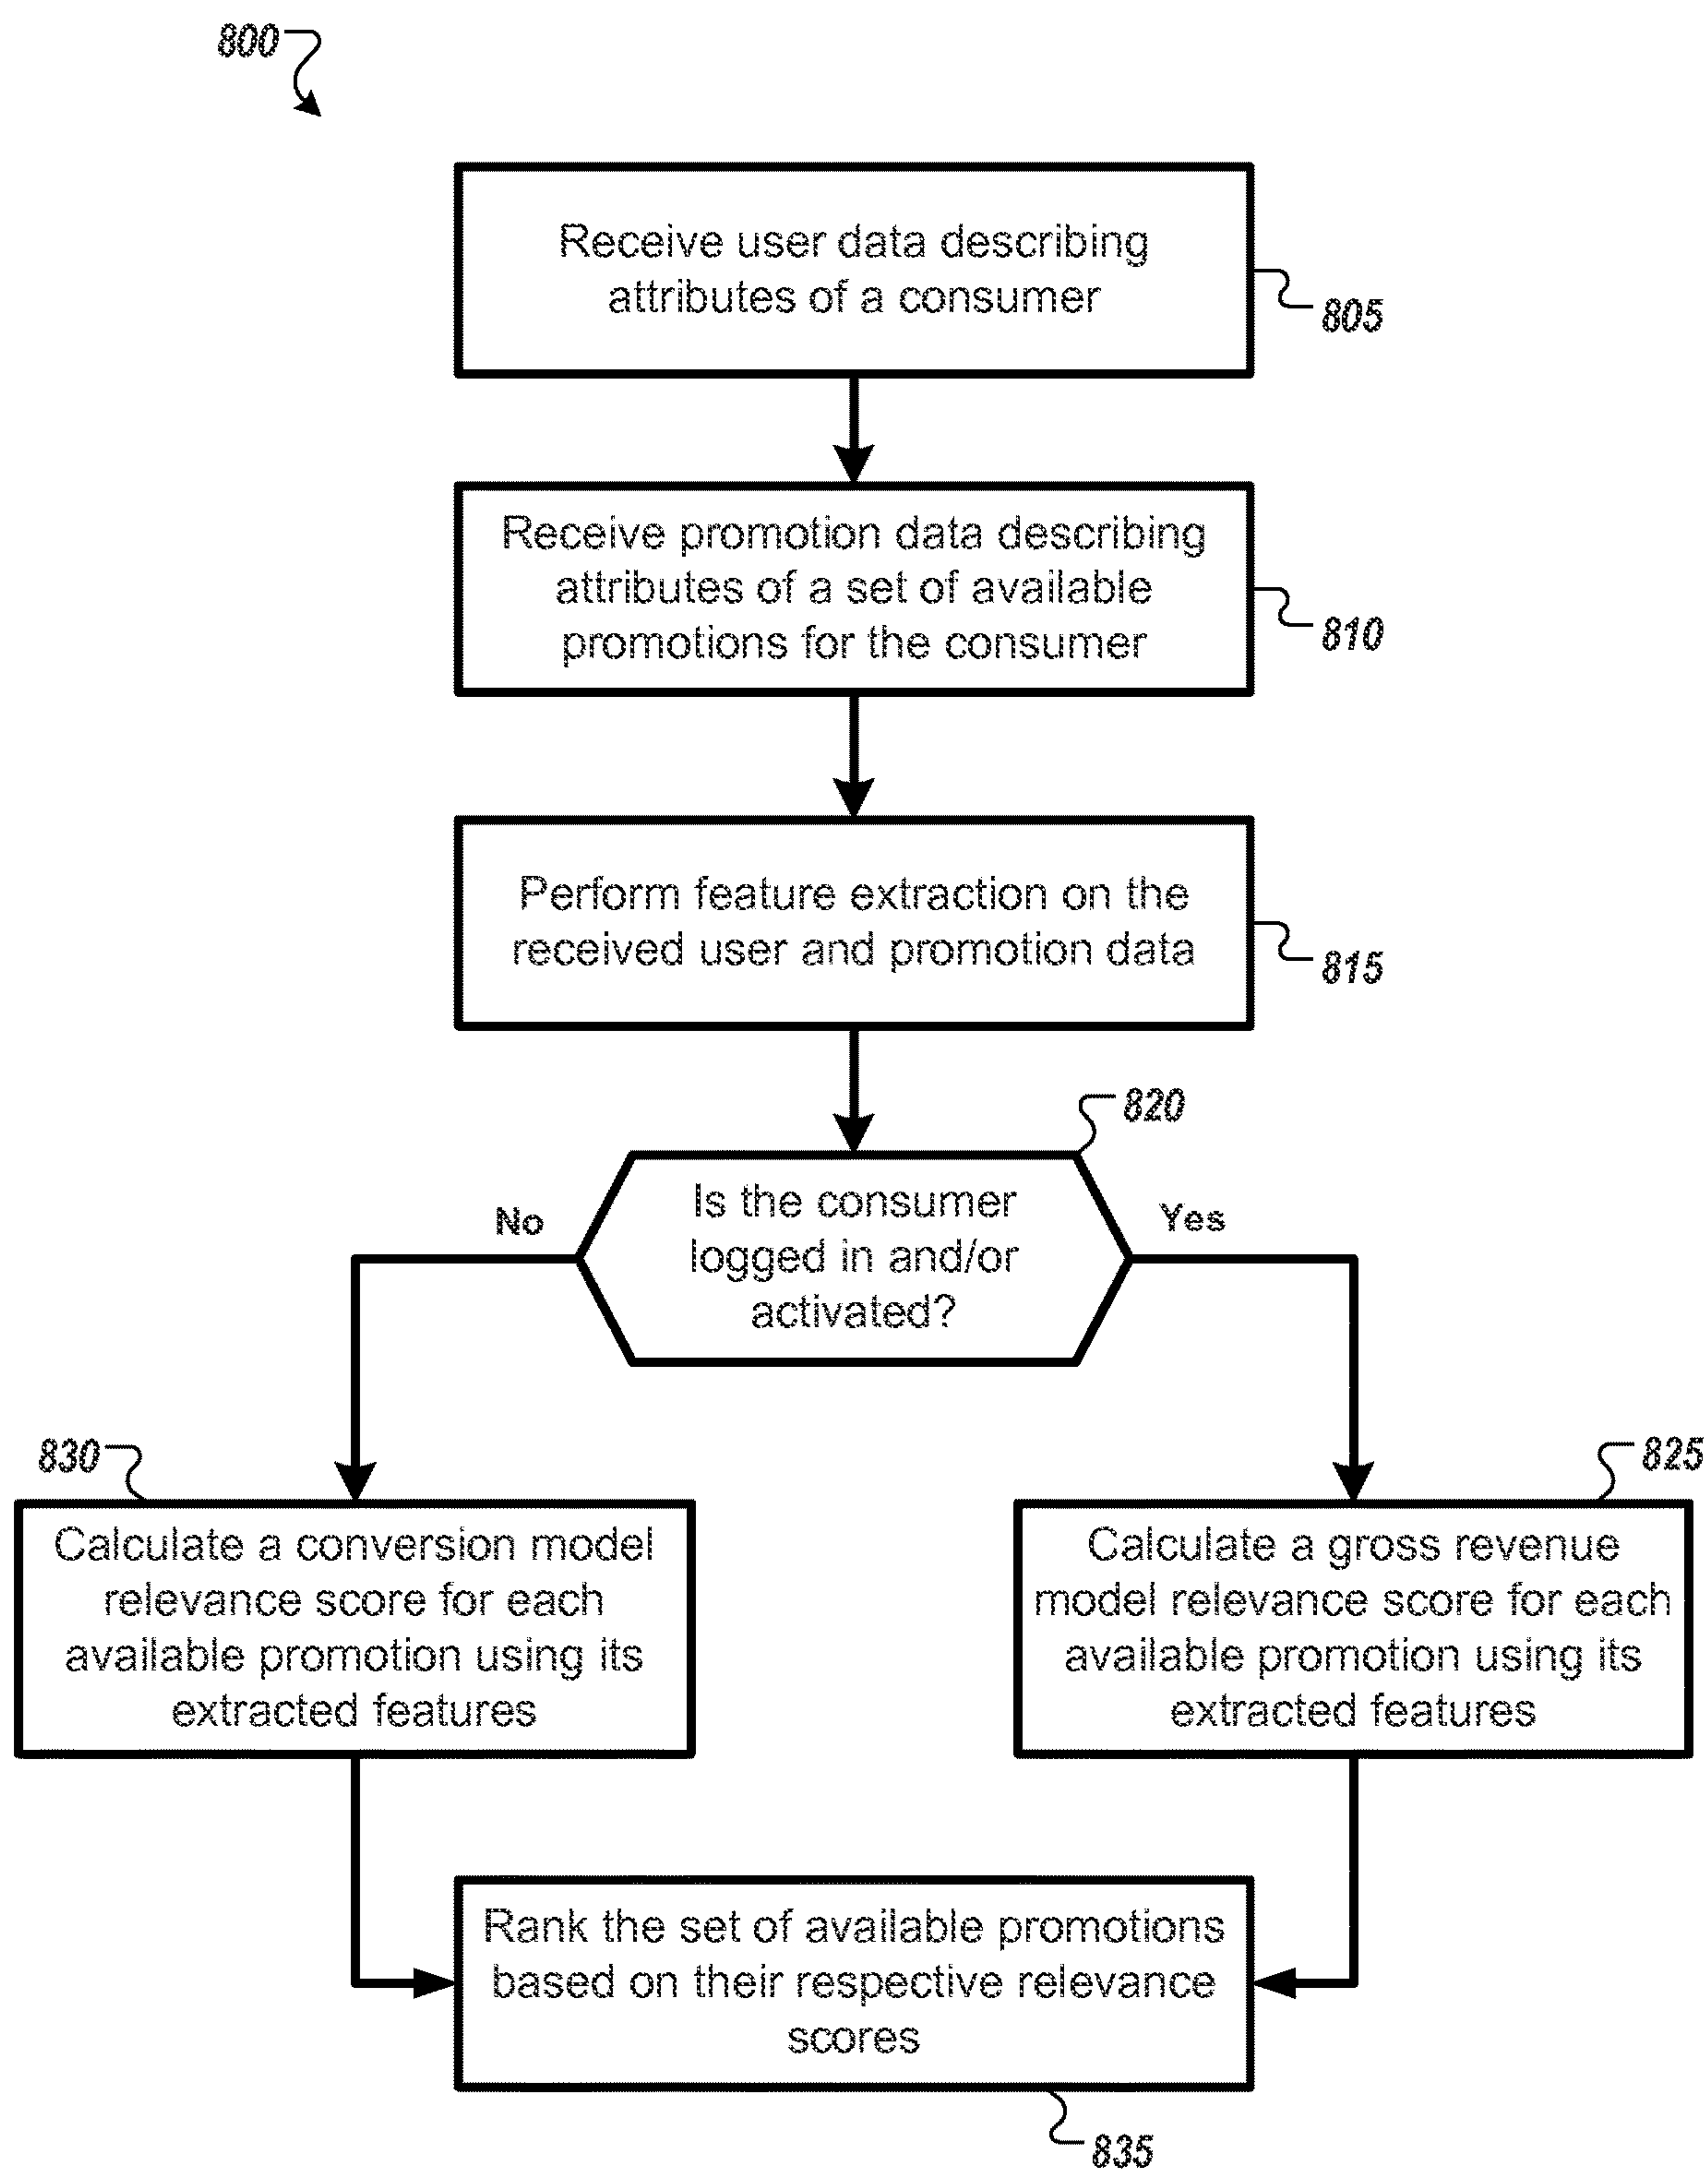 800
Receive user data describing
attributes of a consumer
805
Receive promotion data describing
attributes of a set of available
promotions for the consumer
810
Perform feature extraction on the
received user and promotion data
815
820
Is the consumer
logged in and/or
activated?
No
Yes
830
Calculate a conversion model
relevance score for each
available promotion using its
extracted features
825
Calculate a gross revenue
model relevance score for each
available promotion using its
extracted features
Rank the set of available promotions
based on their respective relevance
scores
835